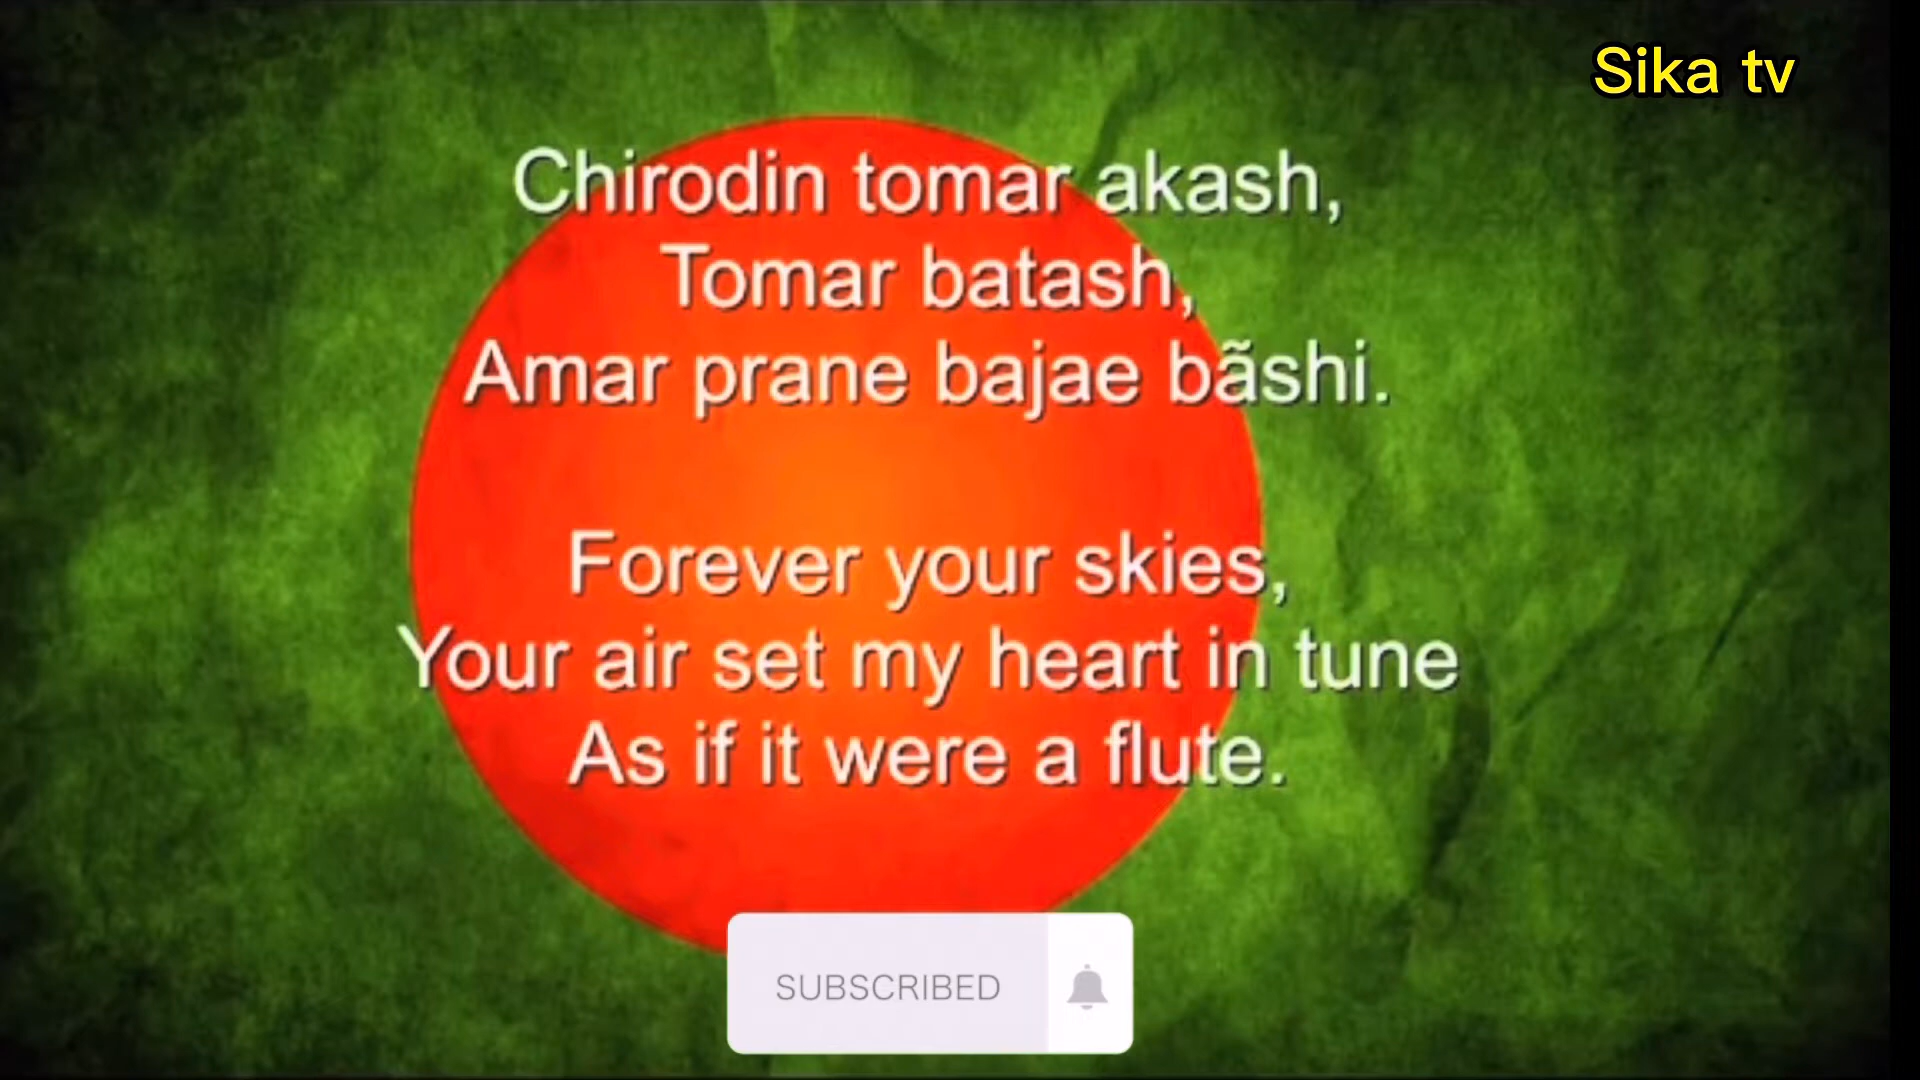 Sika tv
Chirodin tomar akash,
Tomar batash,
Amar prane bajae bãshi.
Forever your skies,
Your air set my heart in tune
As if it were a flute.
SUBSCRIBED